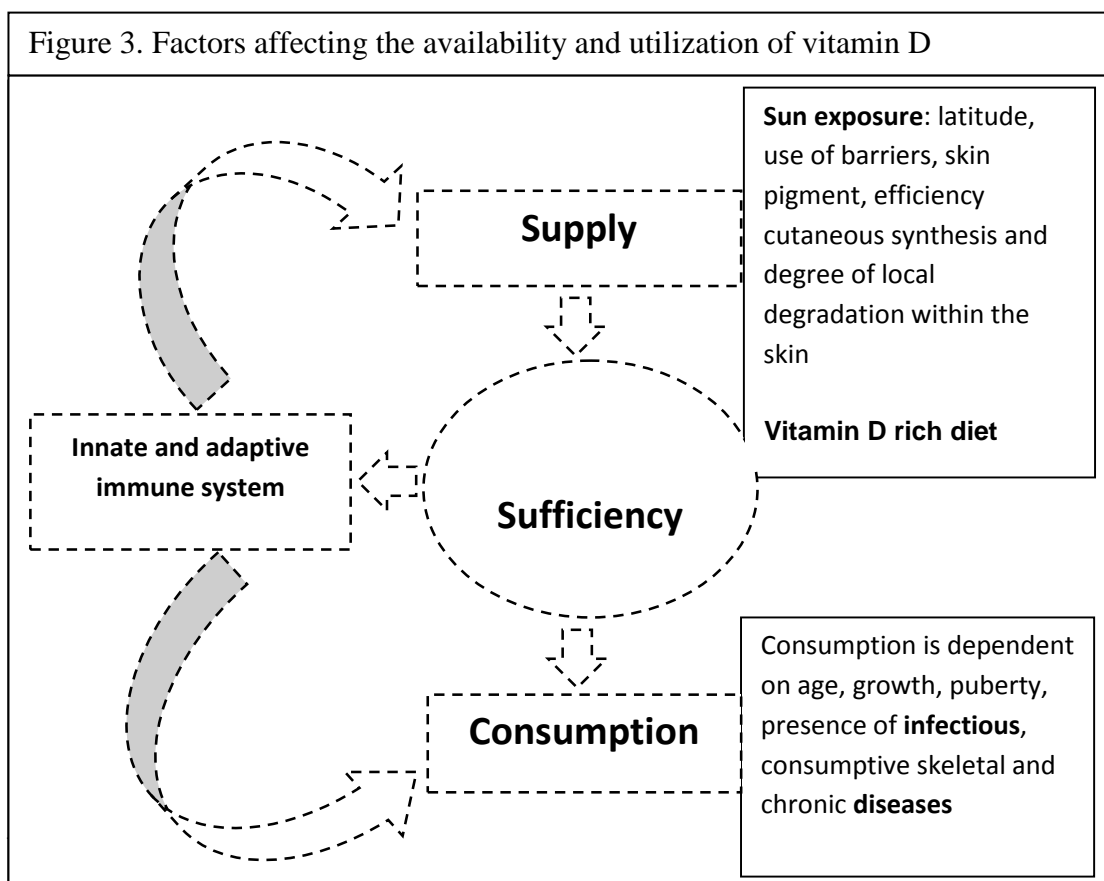 Figure 3. Factors affecting the availability and utilization of vitamin D
Supply
Sun exposure: latitude,
use of barriers, skin
pigment, efficiency
cutaneous synthesis and
degree of local
degradation within the
skin
Vitamin D rich diet
Innate and adaptive
immune system
Sufficiency
Consumption
Consumption is dependent
on age, growth, puberty,
presence of infectious,
consumptive skeletal and
chronic diseases